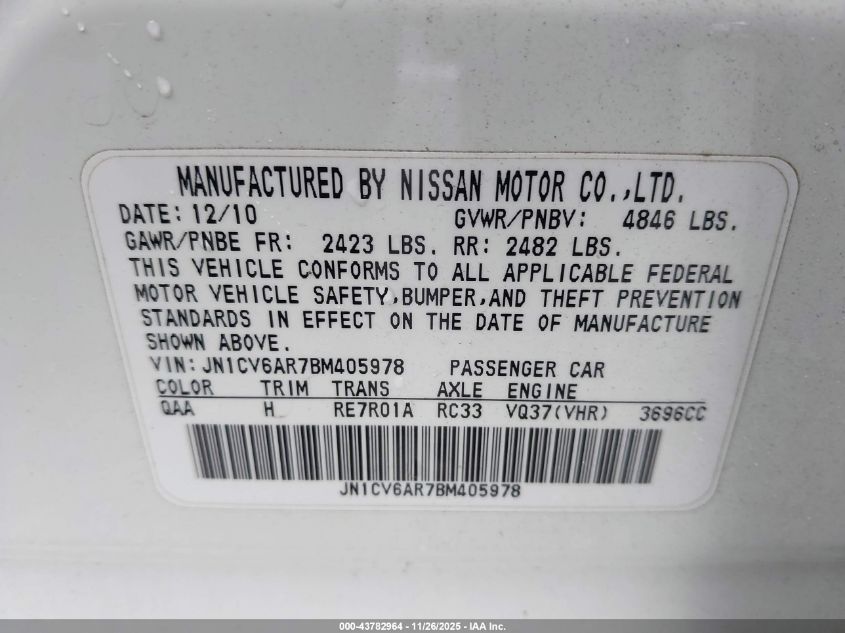 MANUFACTURED BY NISSAN MOTOR CO.,LTD.
DATE: 12/10 GVWR/PNBV: 4846 LBS.
GAWR/PNBE FR: 2423 LBS. RR: 2482 LBS.
THIS VEHICLE CONFORMS TO ALL APPLICABLE FEDERAL
MOTOR VEHICLE SAFETY,BUMPER,AND THEFT PREVENTION
STANDARDS IN EFFECT ON THE DATE OF MANUFACTURE
SHOWN ABOVE.
VIN: JN1CV6AR7BM405978 PASSENGER CAR
COLOR TRIM TRANS AXLE ENGINE
QAA H RE7R01A RC33 VQ37(VHR) 3696CC
JN1CV6AR7BM405978
000-43782964 - 11/26/2025 - IAA Inc.